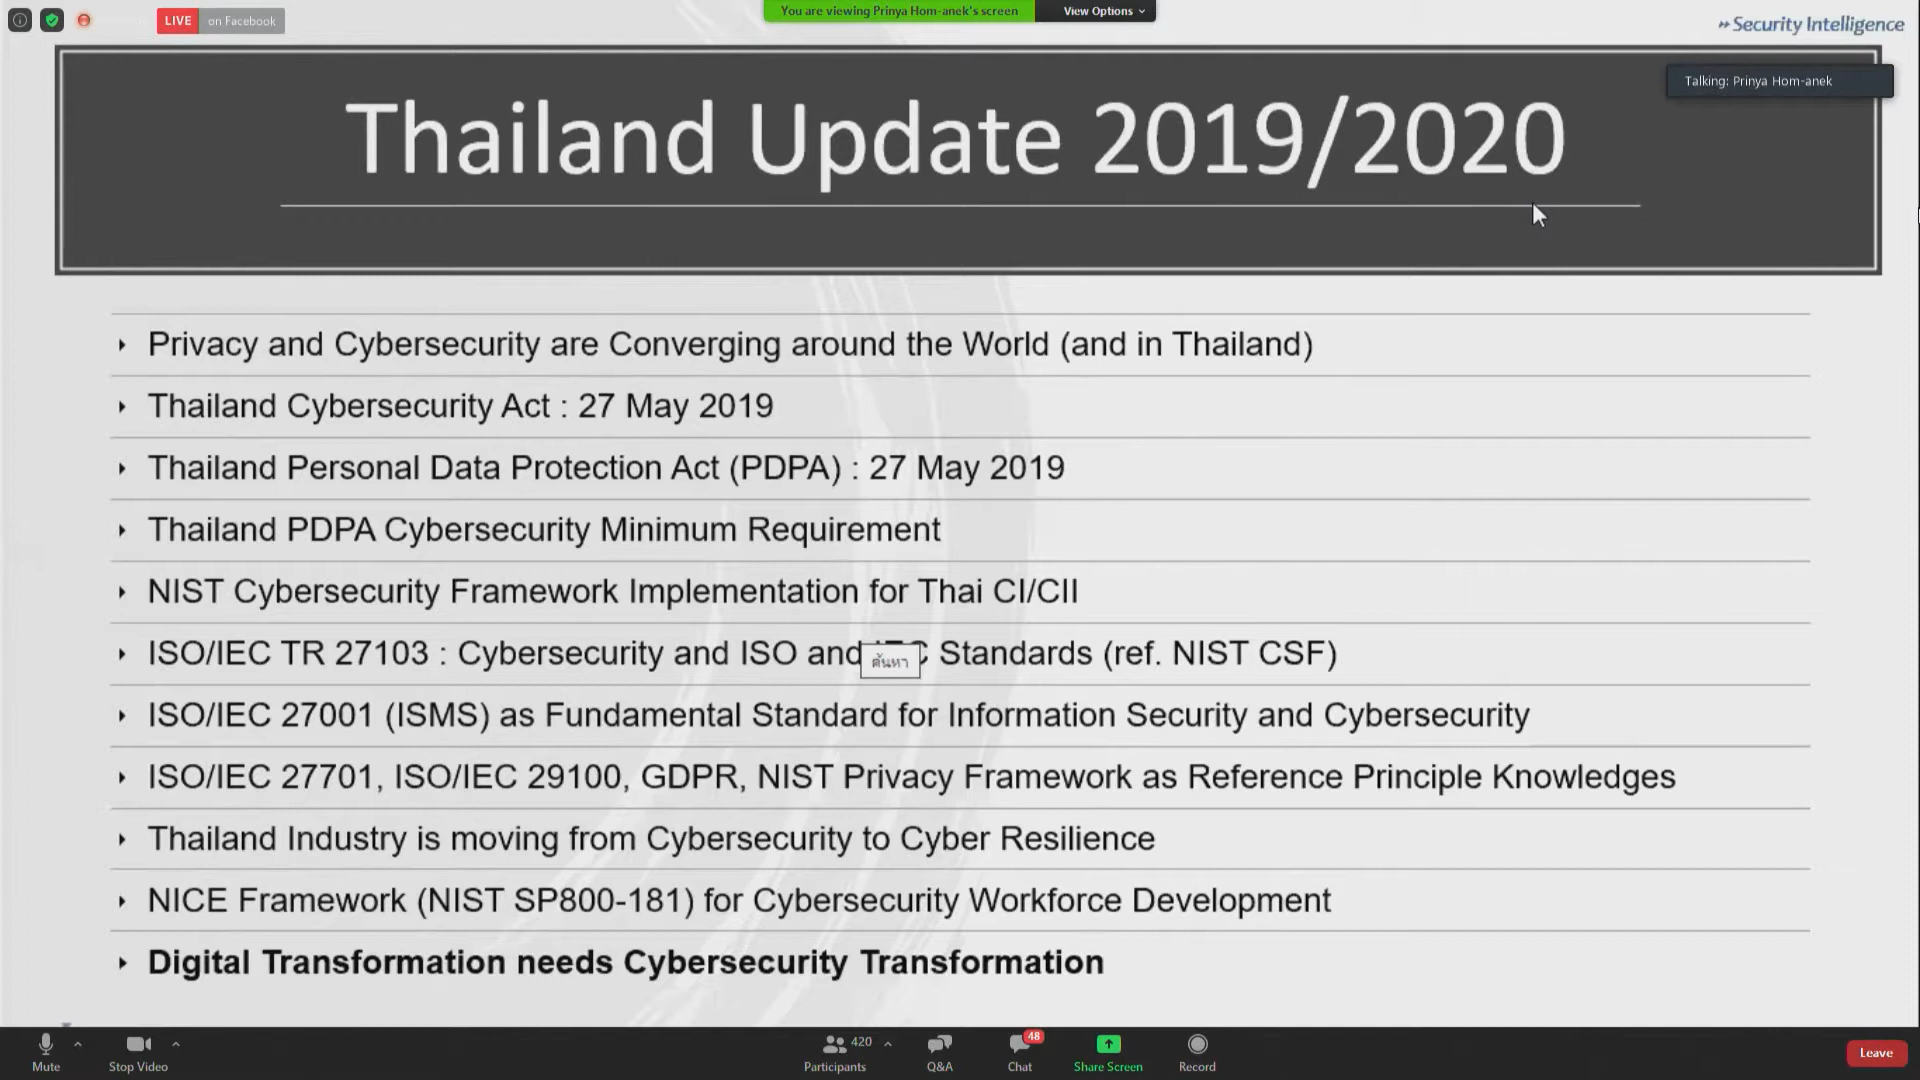 LIVE on Facebook
You are viewing Prinya Hom-anek's screen
View Options
Security Intelligence
Talking: Prinya Hom-anek
Thailand Update 2019/2020
Privacy and Cybersecurity are Converging around the World (and in Thailand)
Thailand Cybersecurity Act : 27 May 2019
Thailand Personal Data Protection Act (PDPA) : 27 May 2019
Thailand PDPA Cybersecurity Minimum Requirement
NIST Cybersecurity Framework Implementation for Thai CI/CII
ISO/IEC TR 27103 : Cybersecurity and ISO and Standards (ref. NIST CSF)
ค้นหา
ISO/IEC 27001 (ISMS) as Fundamental Standard for Information Security and Cybersecurity
ISO/IEC 27701, ISO/IEC 29100, GDPR, NIST Privacy Framework as Reference Principle Knowledges
Thailand Industry is moving from Cybersecurity to Cyber Resilience
NICE Framework (NIST SP800-181) for Cybersecurity Workforce Development
Digital Transformation needs Cybersecurity Transformation
420
48
Mute
Stop Video
Participants
Q&A
Chat
Share Screen
Record
Leave